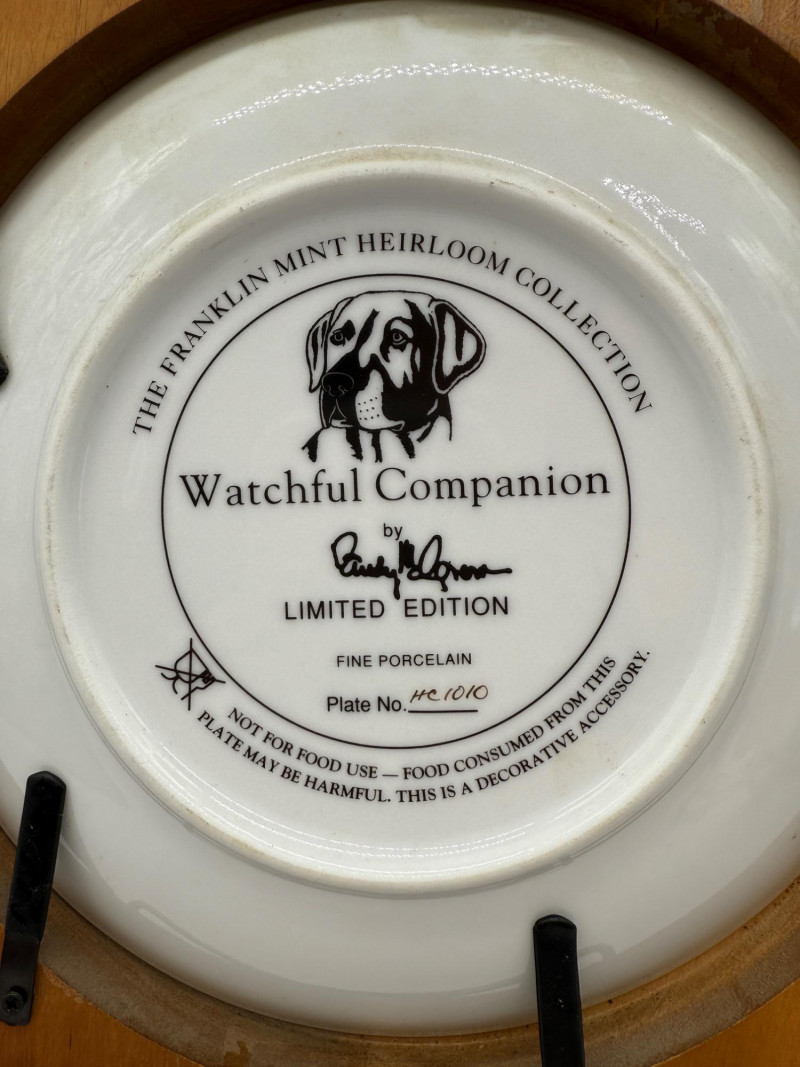 THE FRANKLIN MINT HEIRLOOM COLLECTION
Watchful Companion
by
LIMITED EDITION
FINE PORCELAIN
Plate No. HC1010
NOT FOR FOOD USE — FOOD CONSUMED FROM THIS
PLATE MAY BE HARMFUL. THIS IS A DECORATIVE ACCESSORY.